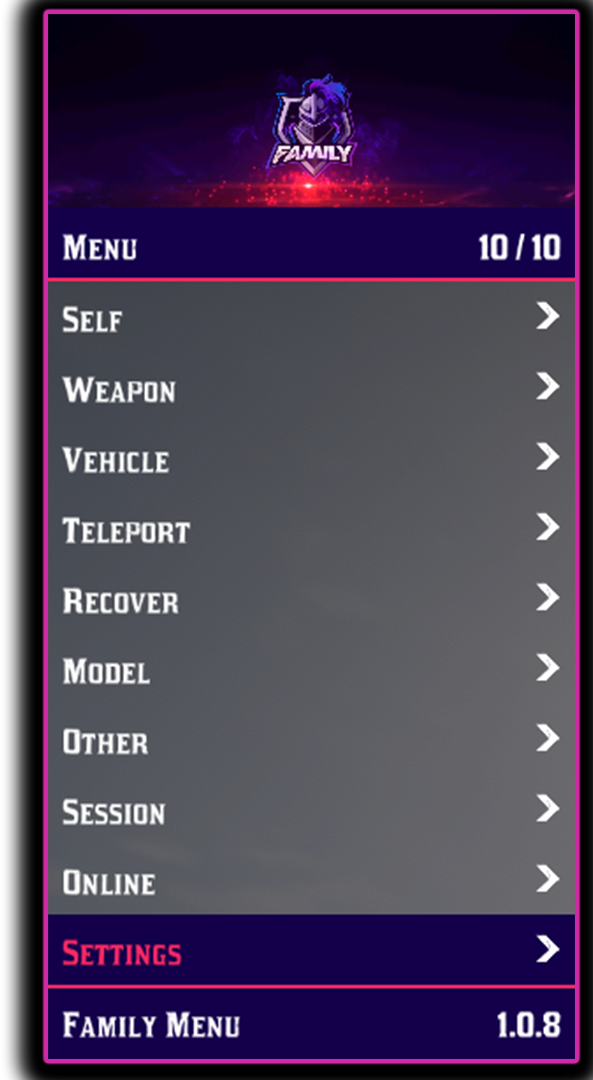 FAMILY
Menu 10 / 10
Self
Weapon
Vehicle
Teleport
Recover
Model
Other
Session
Online
Settings
Family Menu 1.0.8